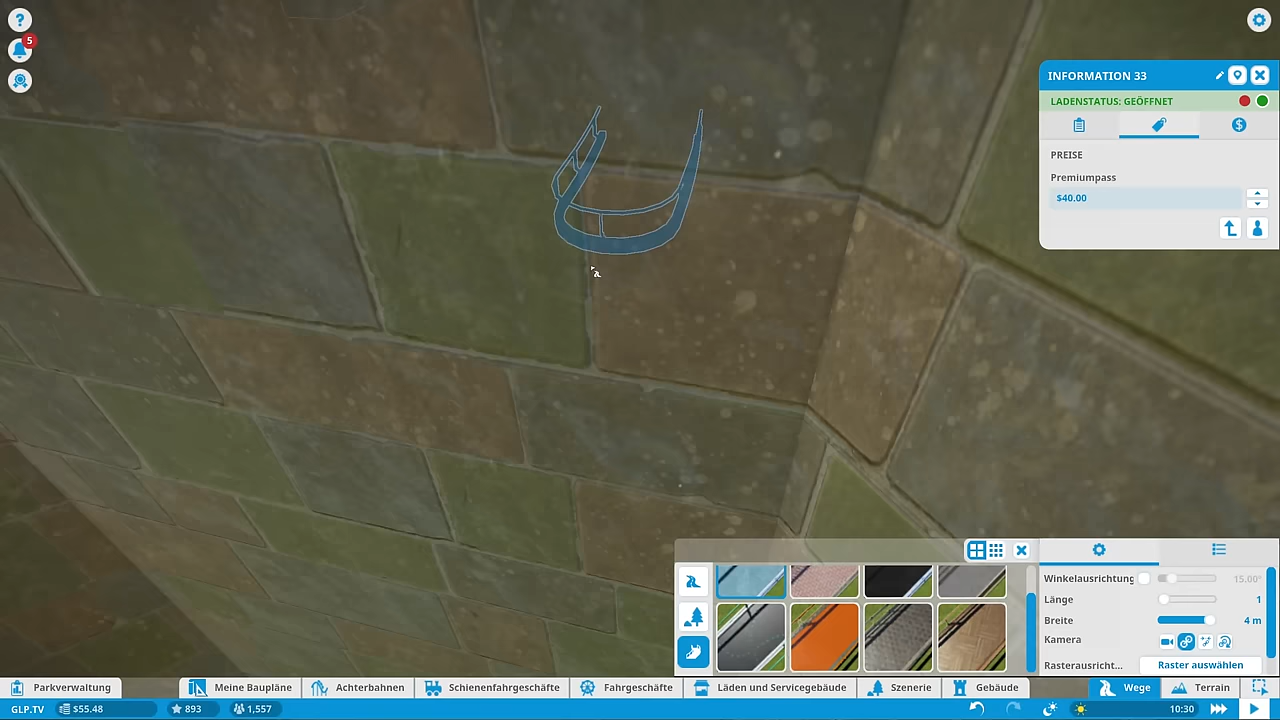 ?
5
INFORMATION 33
LADENSTATUS: GEÖFFNET
PREISE
Premiumpass
$40.00
Winkelausrichtung
15.00°
Länge
1
Breite
4 m
Kamera
Rasterausricht...
Raster auswählen
Parkverwaltung
Meine Baupläne
Achterbahnen
Schienenfahrgeschäfte
Fahrgeschäfte
Läden und Servicegebäude
Szenerie
Gebäude
Wege
Terrain
GLP.TV
$55.48
893
1,557
10:30